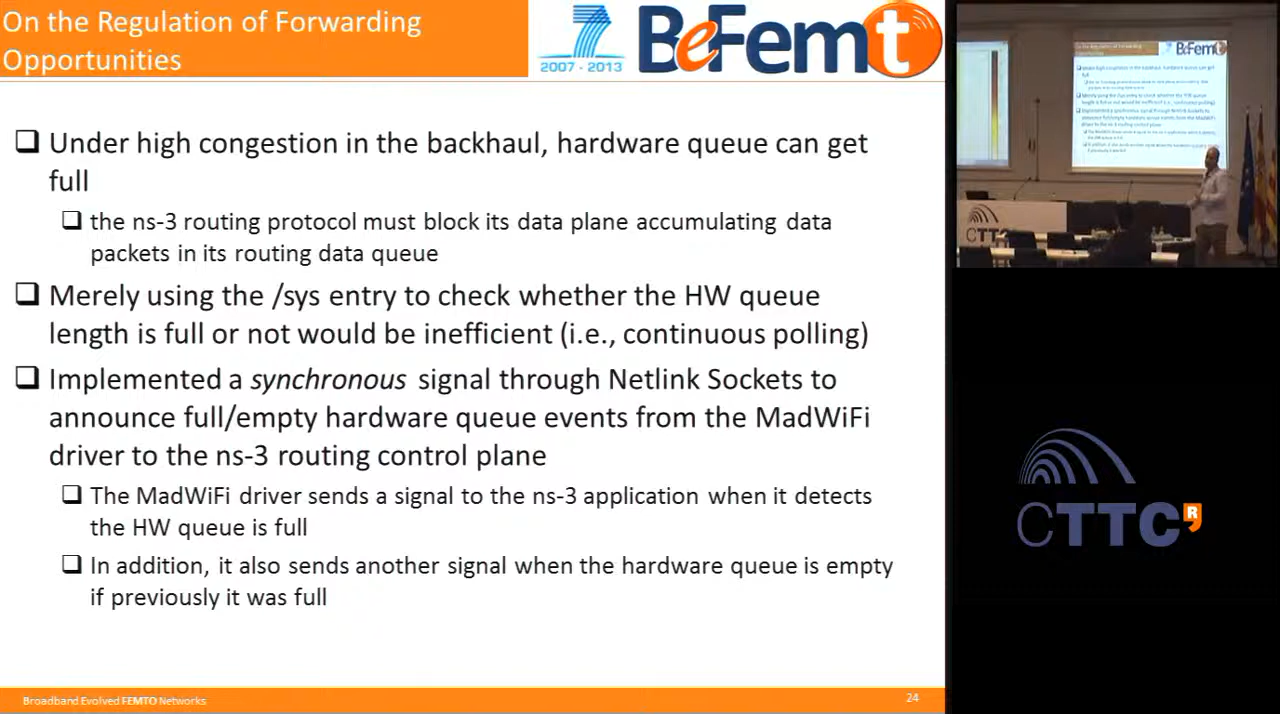 On the Regulation of Forwarding
Opportunities
7
2007 - 2013
BeFemt
❑ Under high congestion in the backhaul, hardware queue can get
full
❑ the ns-3 routing protocol must block its data plane accumulating data
packets in its routing data queue
❑ Merely using the /sys entry to check whether the HW queue
length is full or not would be inefficient (i.e., continuous polling)
❑ Implemented a synchronous signal through Netlink Sockets to
announce full/empty hardware queue events from the MadWiFi
driver to the ns-3 routing control plane
❑ The MadWiFi driver sends a signal to the ns-3 application when it detects
the HW queue is full
❑ In addition, it also sends another signal when the hardware queue is empty
if previously it was full
Broadband Evolved FEMTO Networks
24
BeFemt
CTTC
CTTC R